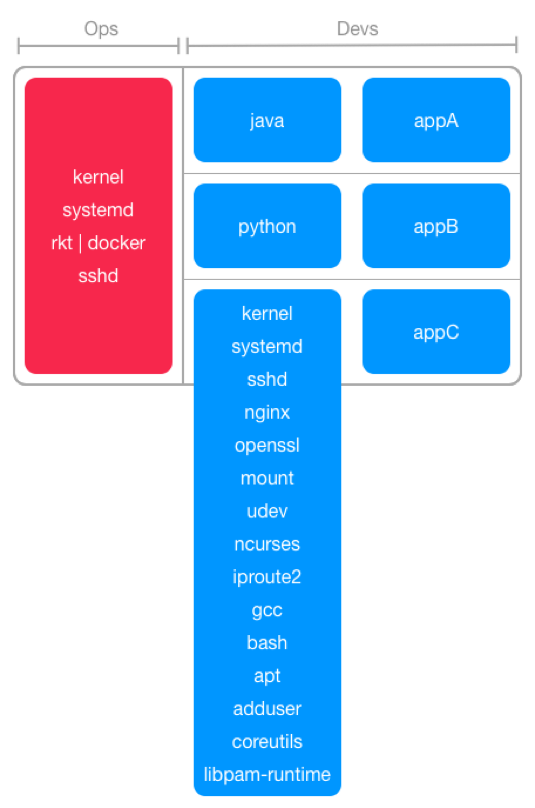 Ops
Devs
kernel
systemd
rkt | docker
sshd
java
appA
python
appB
kernel
systemd
sshd
nginx
openssl
mount
udev
ncurses
iproute2
gcc
bash
apt
adduser
coreutils
libpam-runtime
appC